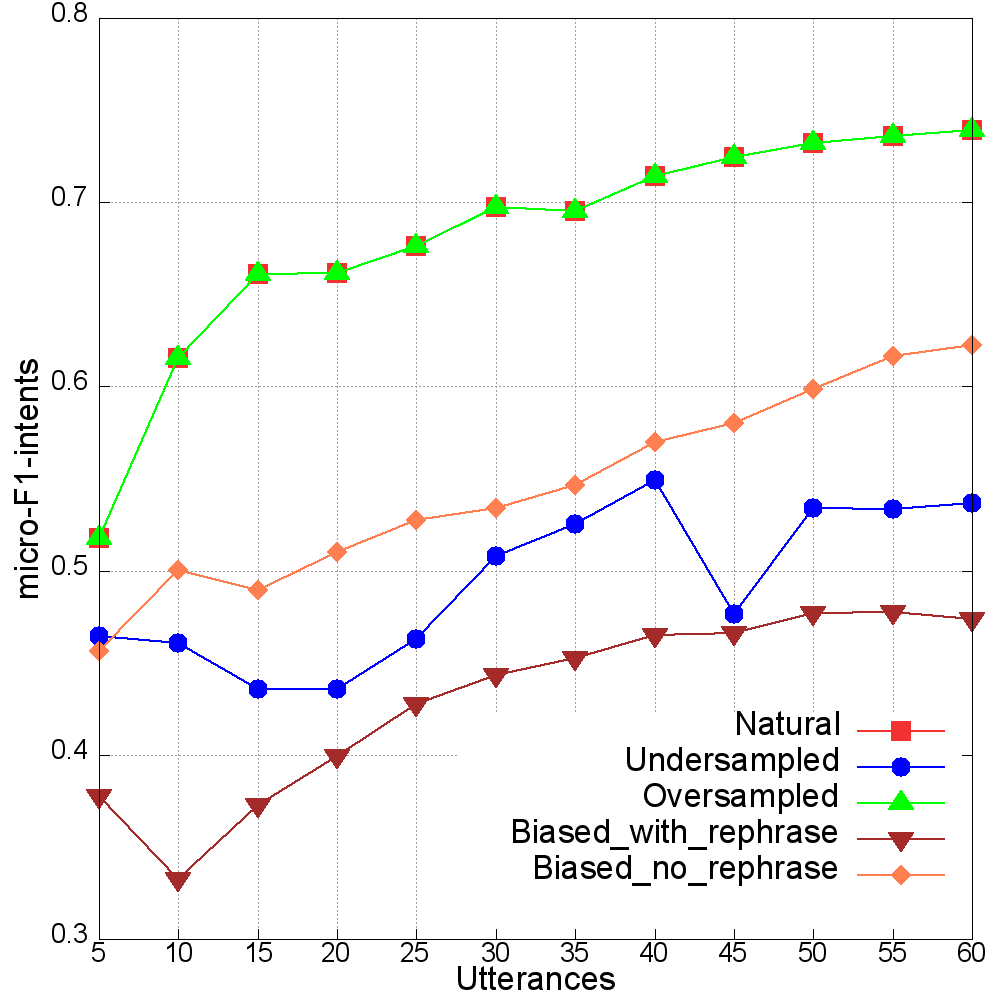 0.8
0.7
0.6
0.5
0.4
0.3
micro-F1-intents
Natural
Undersampled
Oversampled
Biased_with_rephrase
Biased_no_rephrase
5 10 15 20 25 30 35 40 45 50 55 60
Utterances